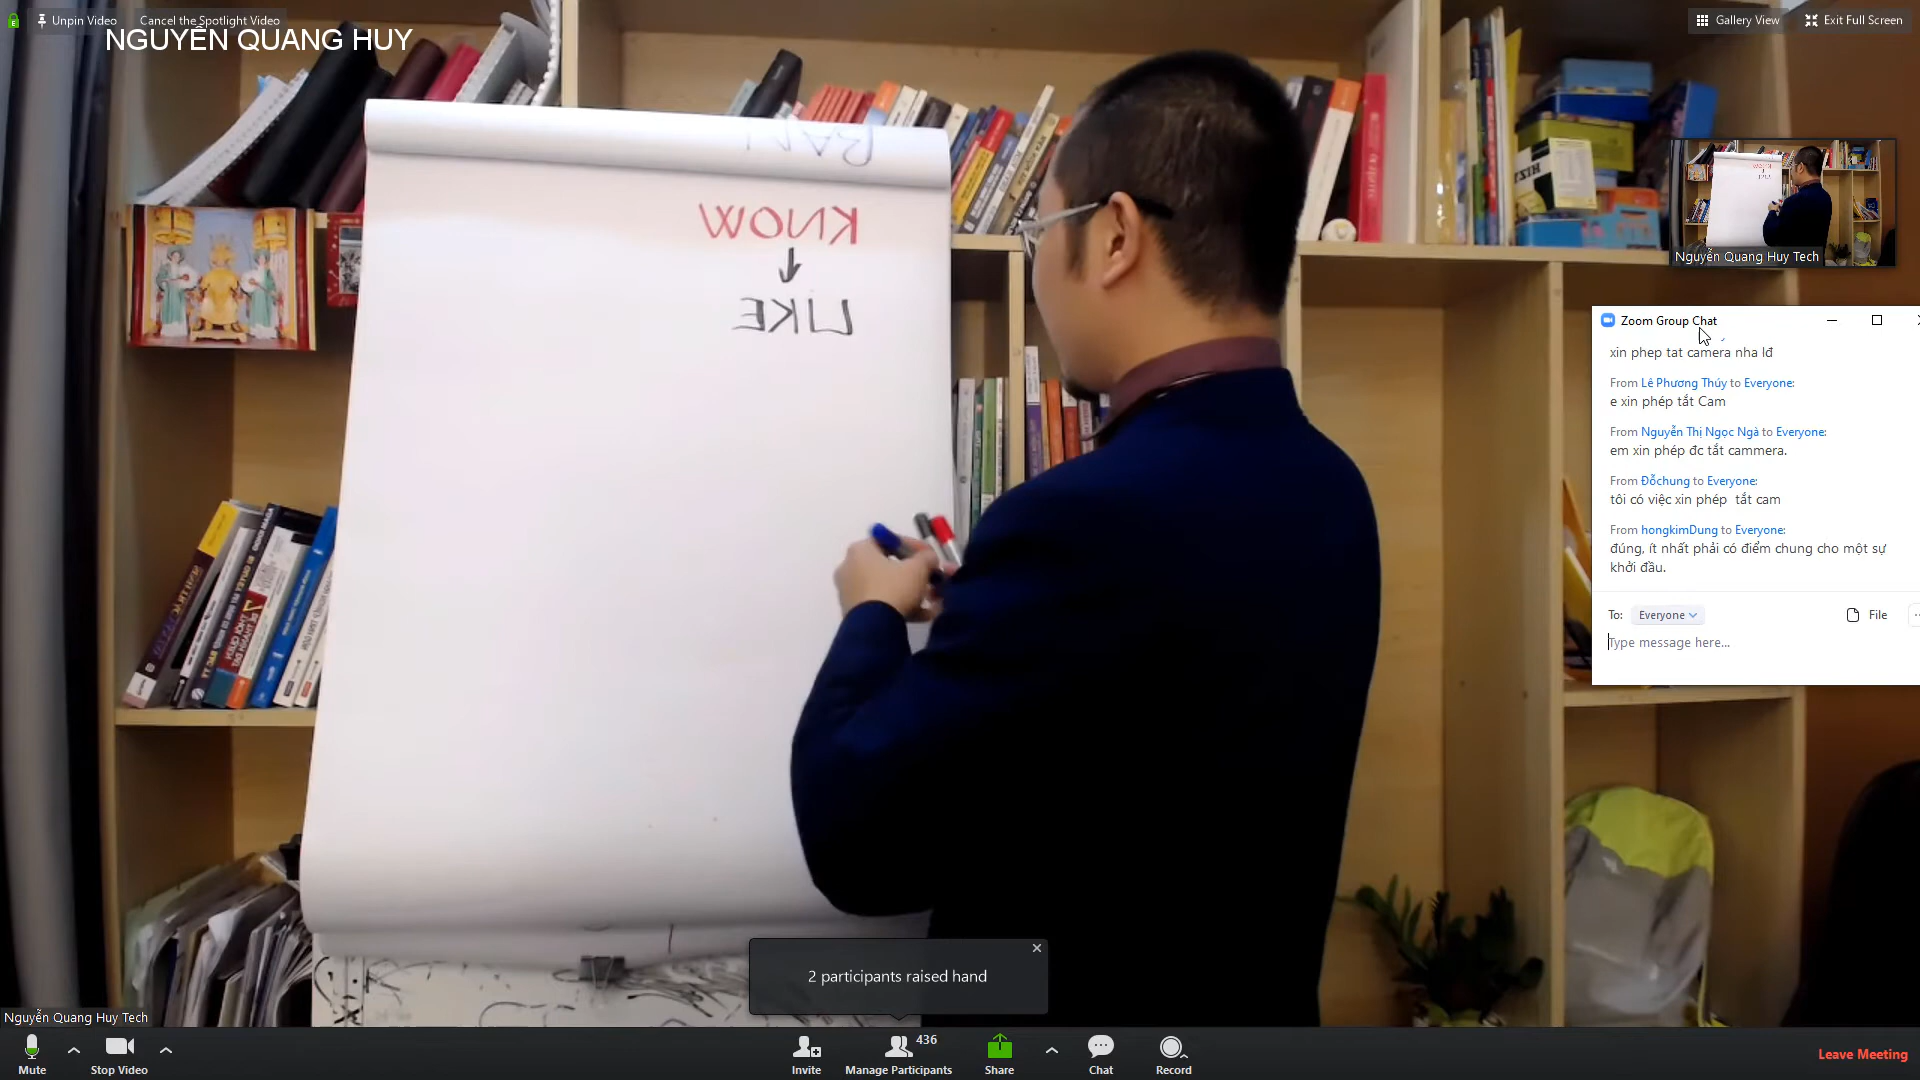 Unpin Video
Cancel the Spotlight Video
NGUYỄN QUANG HUY
Gallery View
Exit Full Screen
KNOW
LIKE
Nguyễn Quang Huy Tech
Zoom Group Chat
xin phep tat camera nha lđ
From Lê Phương Thúy to Everyone:
e xin phép tắt Cam
From Nguyễn Thị Ngọc Ngà to Everyone:
em xin phép đc tắt cammera.
From Đỗchung to Everyone:
tôi có việc xin phép tắt cam
From hongkimDung to Everyone:
đúng, ít nhất phải có điểm chung cho một sự
khởi đầu.
To: Everyone
File
Type message here...
2 participants raised hand
Nguyễn Quang Huy Tech
Mute
Stop Video
Invite
Manage Participants
436
Share
Chat
Record
Leave Meeting